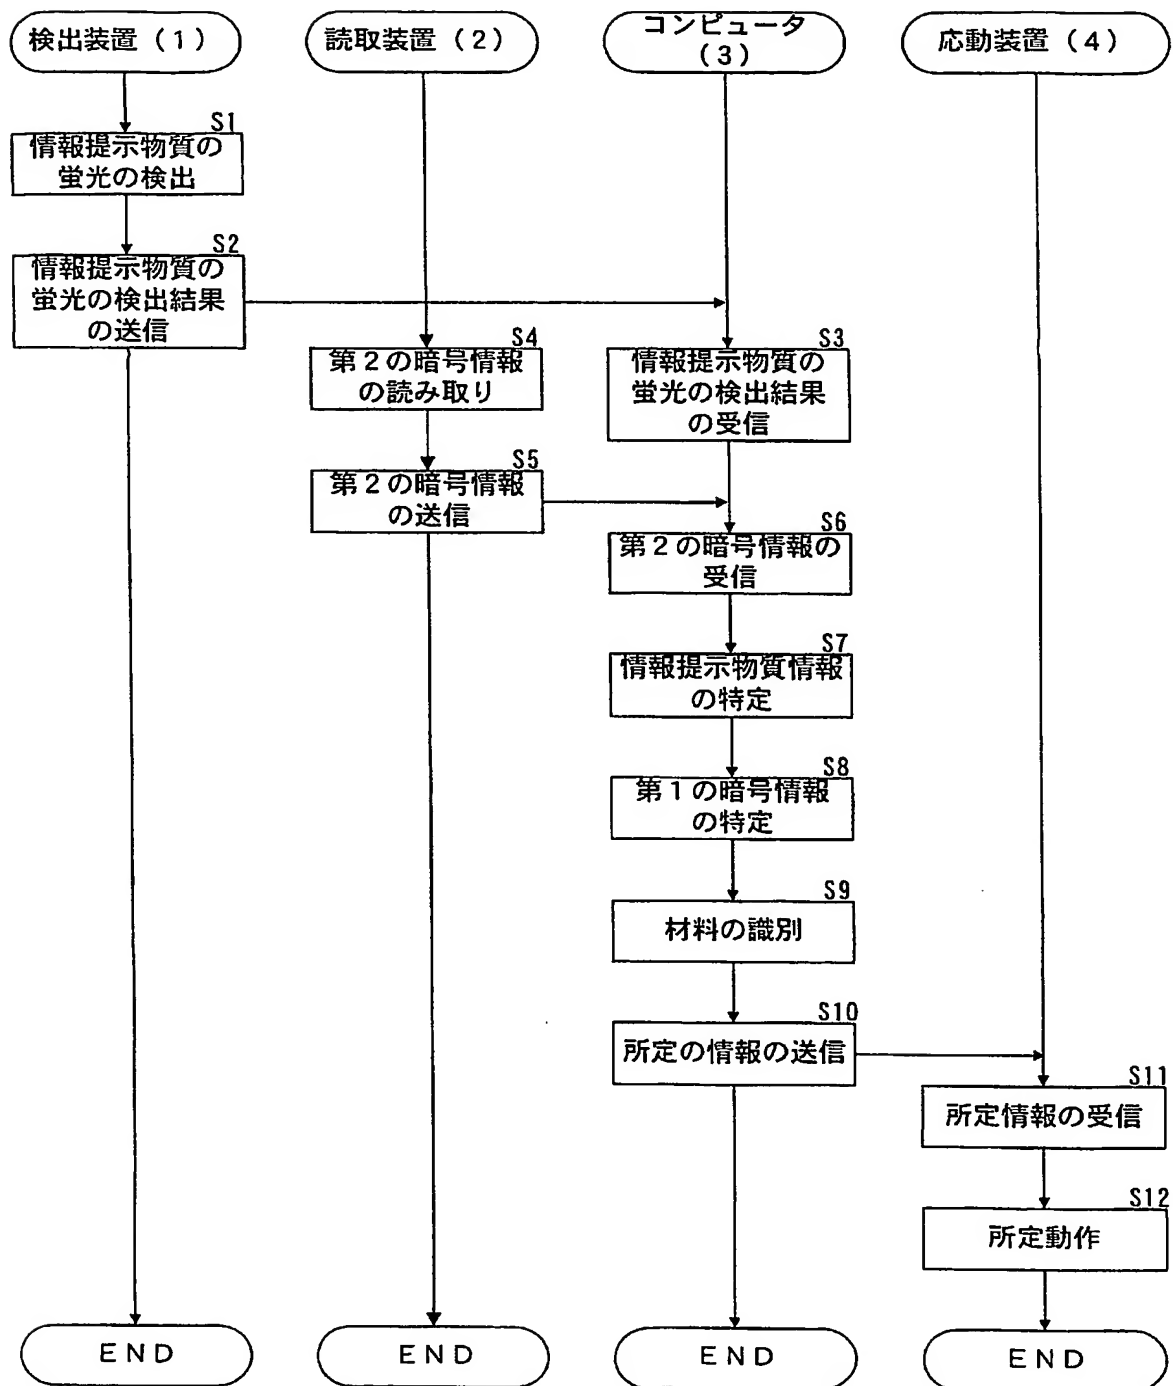 検出装置（1）
読取装置（2）
コンピュータ
（3）
応動装置（4）
S1
情報提示物質の
蛍光の検出
S2
情報提示物質の
蛍光の検出結果
の送信
S4
第2の暗号情報
の読み取り
S3
情報提示物質の
蛍光の検出結果
の受信
S5
第2の暗号情報
の送信
S6
第2の暗号情報の
受信
S7
情報提示物質情報
の特定
S8
第1の暗号情報
の特定
S9
材料の識別
S10
所定の情報の送信
S11
所定情報の受信
S12
所定動作
END
END
END
END